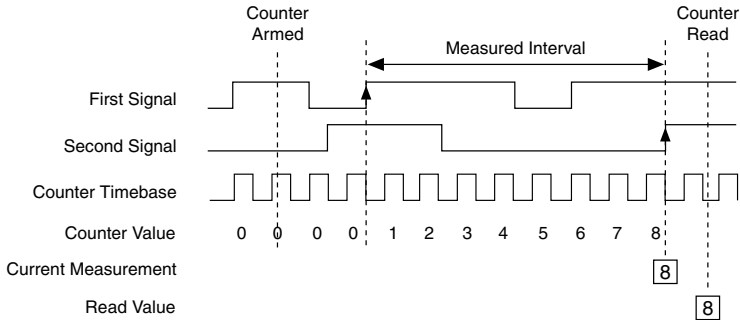 Counter
Armed
Counter
Read
Measured Interval
First Signal
Second Signal
Counter Timebase
Counter Value 0 0 0 0 1 2 3 4 5 6 7 8
Current Measurement 8
Read Value 8